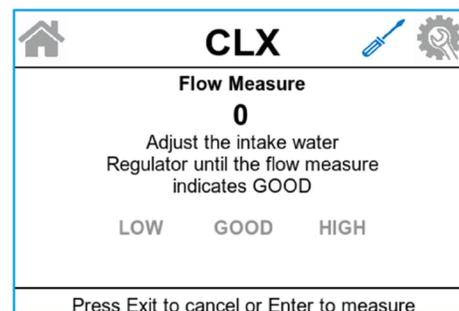 CLX
Flow Measure
0
Adjust the intake water
Regulator until the flow measure
indicates GOOD
LOW GOOD HIGH
Press Exit to cancel or Enter to measure